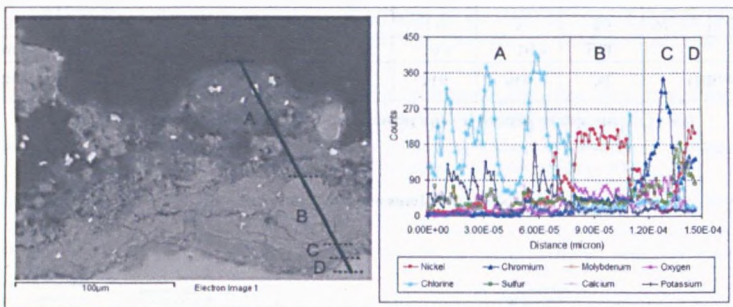 A
B
C
D
100μm
Electron Image 1
450
360
270
180
90
0
Counts
A
B
C
D
0.00E+00
3.00E-05
6.00E-05
9.00E-05
1.20E-04
1.50E-04
Distance (micron)
Nickel
Chromium
Molybdenum
Oxygen
Chlorine
Sulfur
Calcium
Potassium